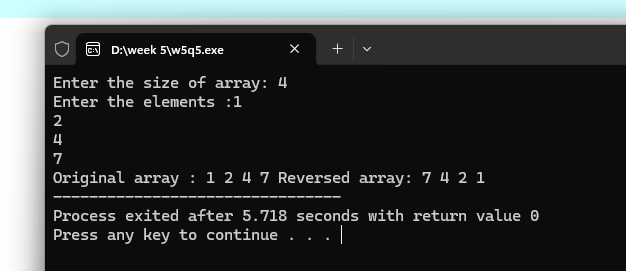 D:\week 5\w5q5.exe
Enter the size of array: 4
Enter the elements :1
2
4
7
Original array : 1 2 4 7 Reversed array: 7 4 2 1
--------------------------------
Process exited after 5.718 seconds with return value 0
Press any key to continue . . .